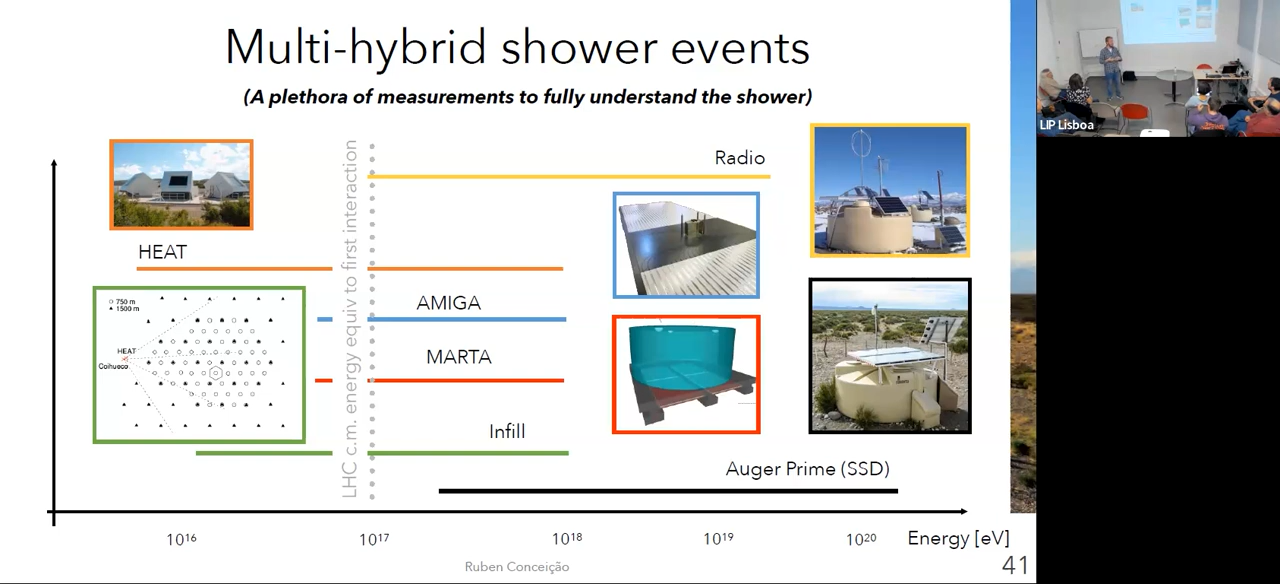 Multi-hybrid shower events
(A plethora of measurements to fully understand the shower)
LIP Lisboa
Radio
HEAT
LHC c.m. energy equiv to first interaction
AMIGA
○ 750 m
▲ 1500 m
HEAT
Coihueco
MARTA
Infill
Auger Prime (SSD)
10¹⁶ 10¹⁷ 10¹⁸ 10¹⁹ 10²⁰ Energy [eV]
Ruben Conceição
41